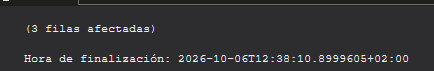 (3 filas afectadas)
Hora de finalización: 2026-10-06T12:38:10.8999605+02:00